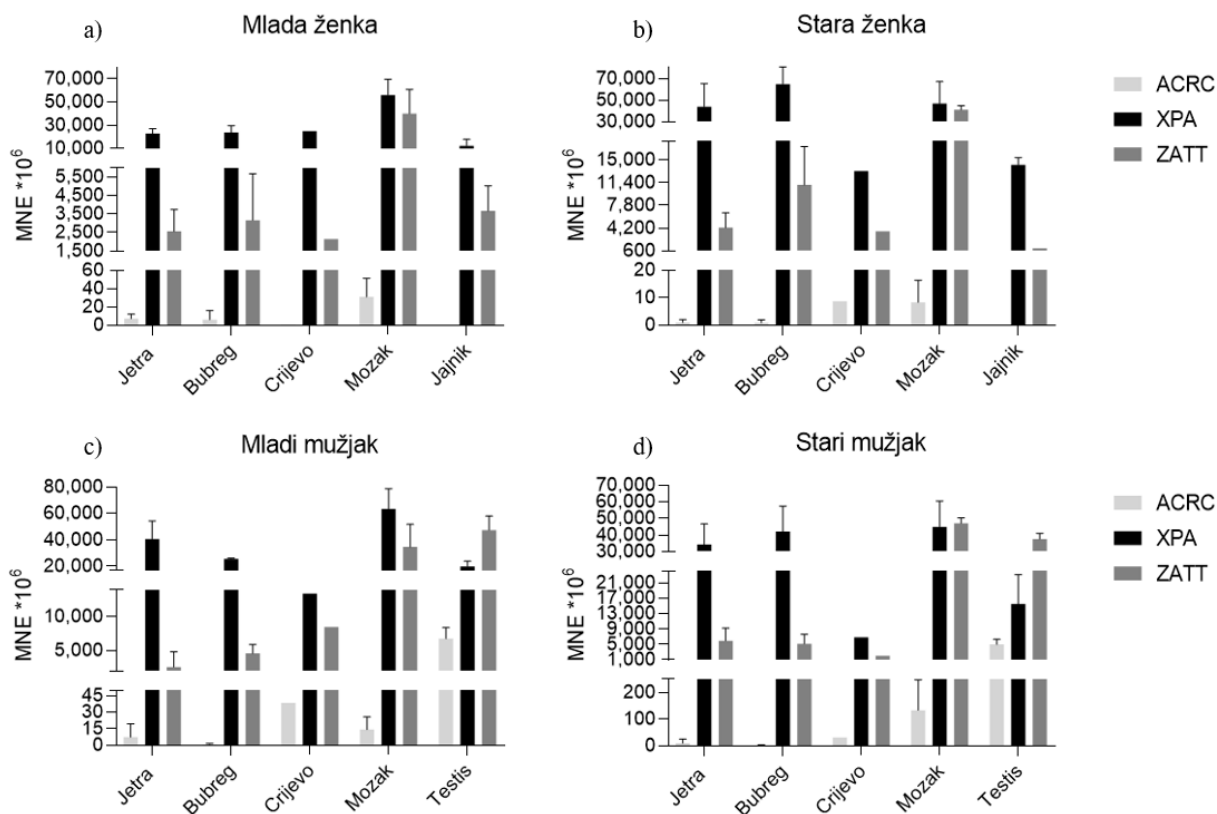 a) Mlada ženka
70,000
50,000
30,000
10,000
5,500
4,500
3,500
2,500
1,500
60
40
20
0
MNE *10^6
Jetra
Bubreg
Crijevo
Mozak
Jajnik
b) Stara ženka
70,000
50,000
30,000
15,000
11,400
7,800
4,200
600
20
10
0
MNE *10^6
Jetra
Bubreg
Crijevo
Mozak
Jajnik
ACRC
XPA
ZATT
c) Mladi mužjak
80,000
60,000
40,000
20,000
10,000
5,000
45
30
15
0
MNE *10^6
Jetra
Bubreg
Crijevo
Mozak
Testis
d) Stari mužjak
70,000
60,000
50,000
40,000
30,000
21,000
17,000
13,000
9,000
5,000
1,000
200
100
0
MNE *10^6
Jetra
Bubreg
Crijevo
Mozak
Testis
ACRC
XPA
ZATT